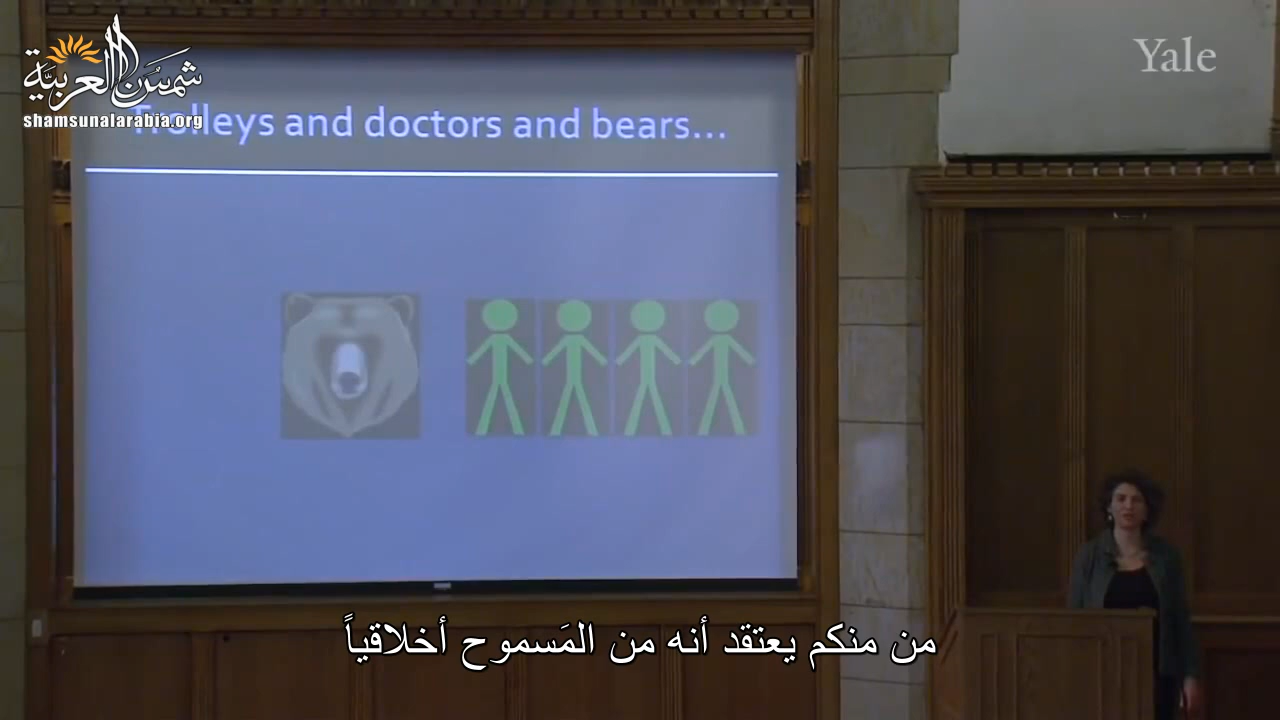 شمس العربية
shamsunalarabia.org
Yale
Trolleys and doctors and bears...
من منكم يعتقد أنه من المَسموح أخلاقياً